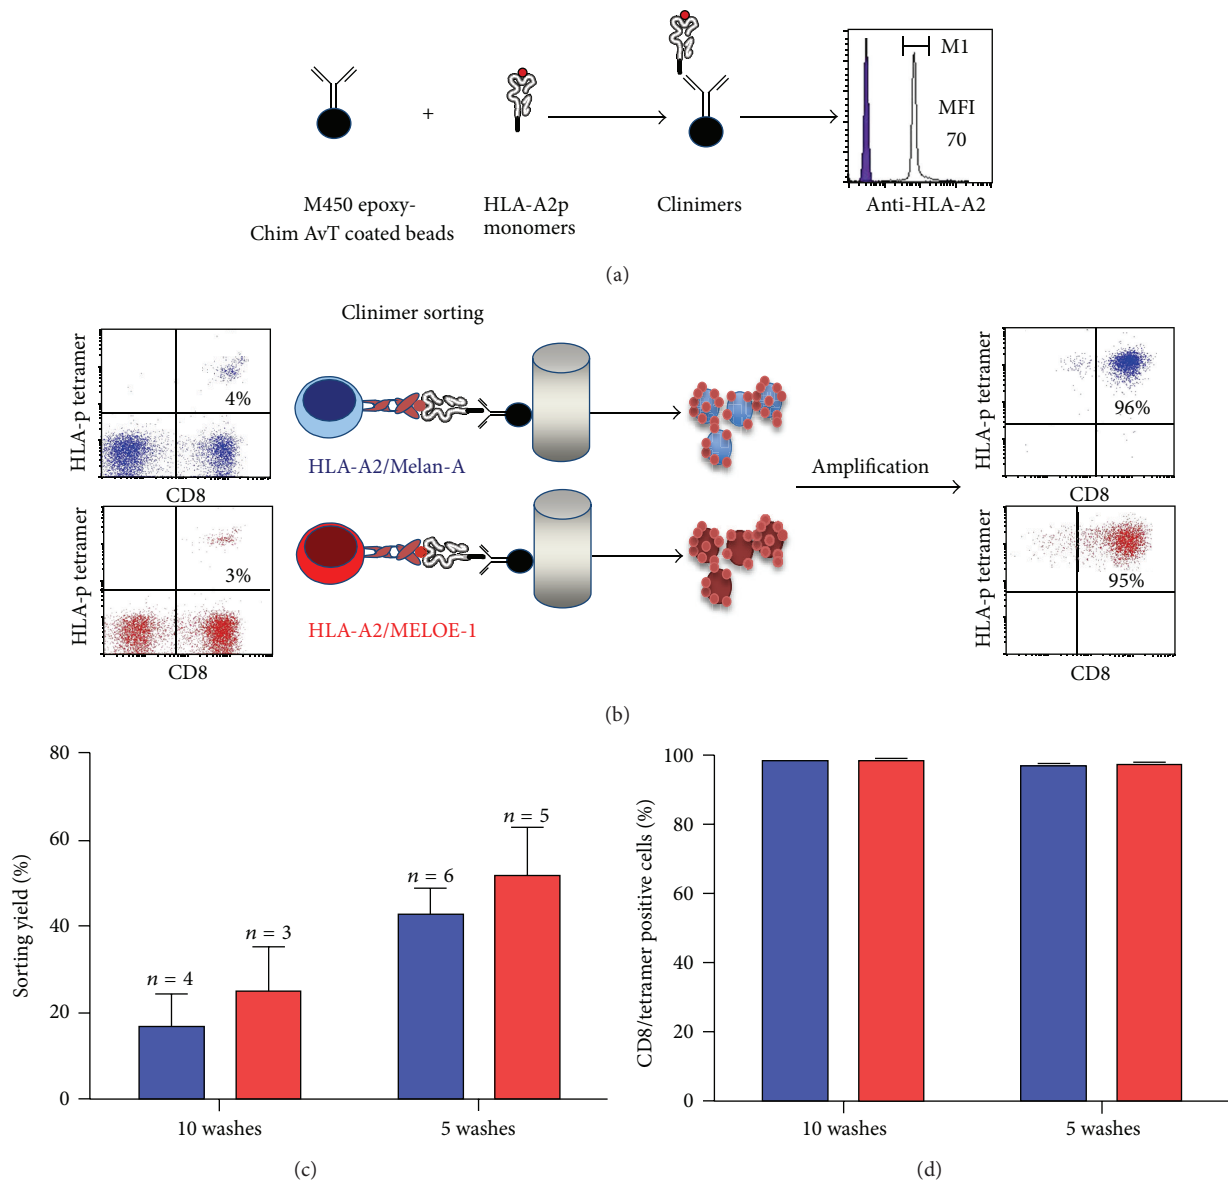 M1
MFI
70
+
M450 epoxy-
Chim AvT coated beads
HLA-A2p
monomers
Clinimers
Anti-HLA-A2
(a)
Clinimer sorting
HLA-p tetramer
4%
CD8
HLA-A2/Melan-A
HLA-p tetramer
3%
CD8
HLA-A2/MELOE-1
Amplification
HLA-p tetramer
96%
CD8
HLA-p tetramer
95%
CD8
(b)
Sorting yield (%)
80
60
40
20
0
n = 4
n = 3
n = 6
n = 5
10 washes
5 washes
(c)
CD8/tetramer positive cells (%)
100
80
60
40
20
0
10 washes
5 washes
(d)